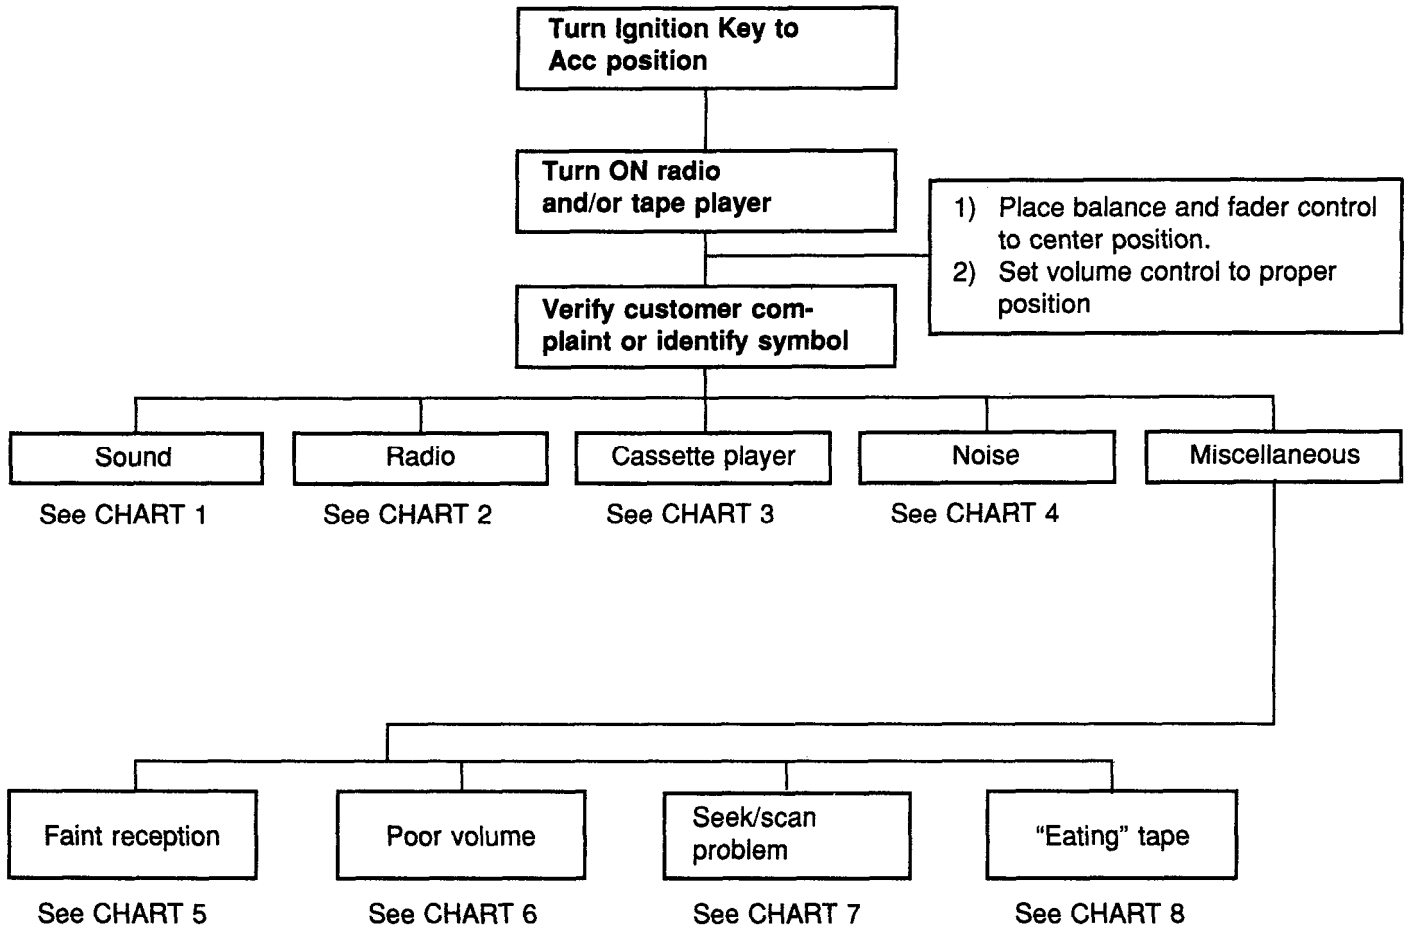 Turn Ignition Key to
Acc position
Turn ON radio
and/or tape player
1) Place balance and fader control
to center position.
2) Set volume control to proper
position
Verify customer com-
plaint or identify symbol
Sound
Radio
Cassette player
Noise
Miscellaneous
See CHART 1
See CHART 2
See CHART 3
See CHART 4
Faint reception
Poor volume
Seek/scan
problem
“Eating” tape
See CHART 5
See CHART 6
See CHART 7
See CHART 8